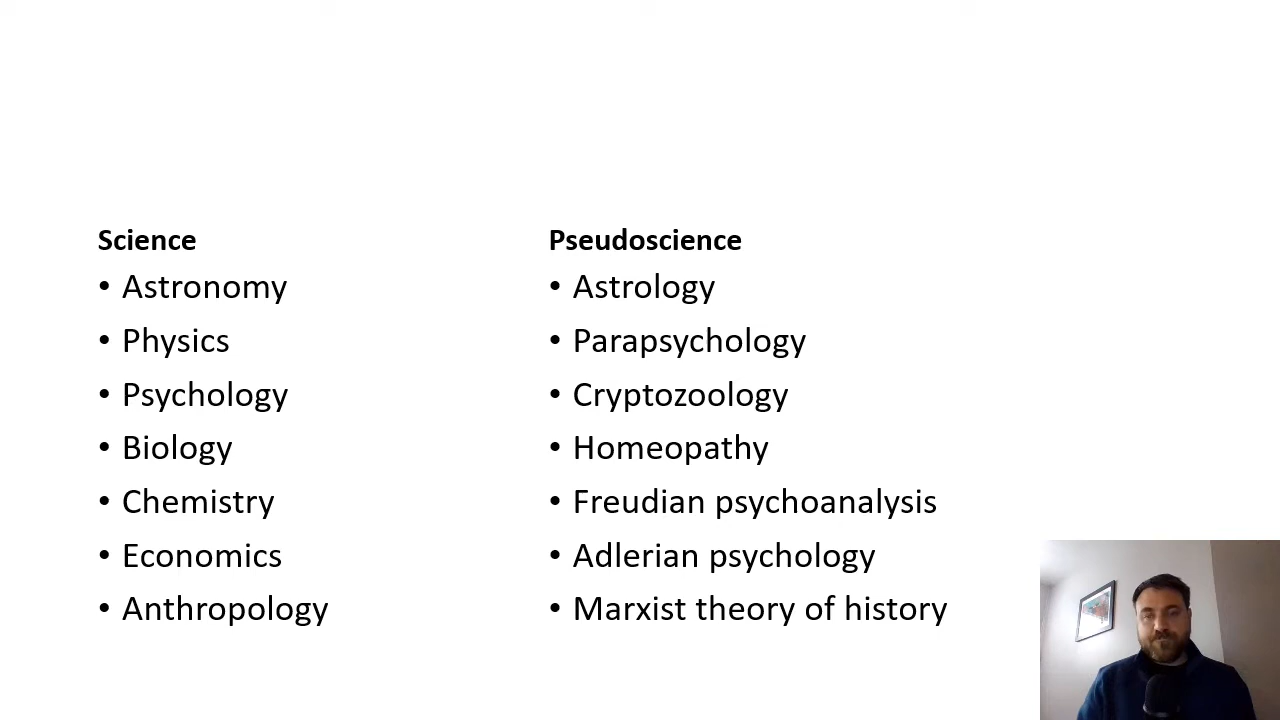 Science
• Astronomy
• Physics
• Psychology
• Biology
• Chemistry
• Economics
• Anthropology
Pseudoscience
• Astrology
• Parapsychology
• Cryptozoology
• Homeopathy
• Freudian psychoanalysis
• Adlerian psychology
• Marxist theory of history